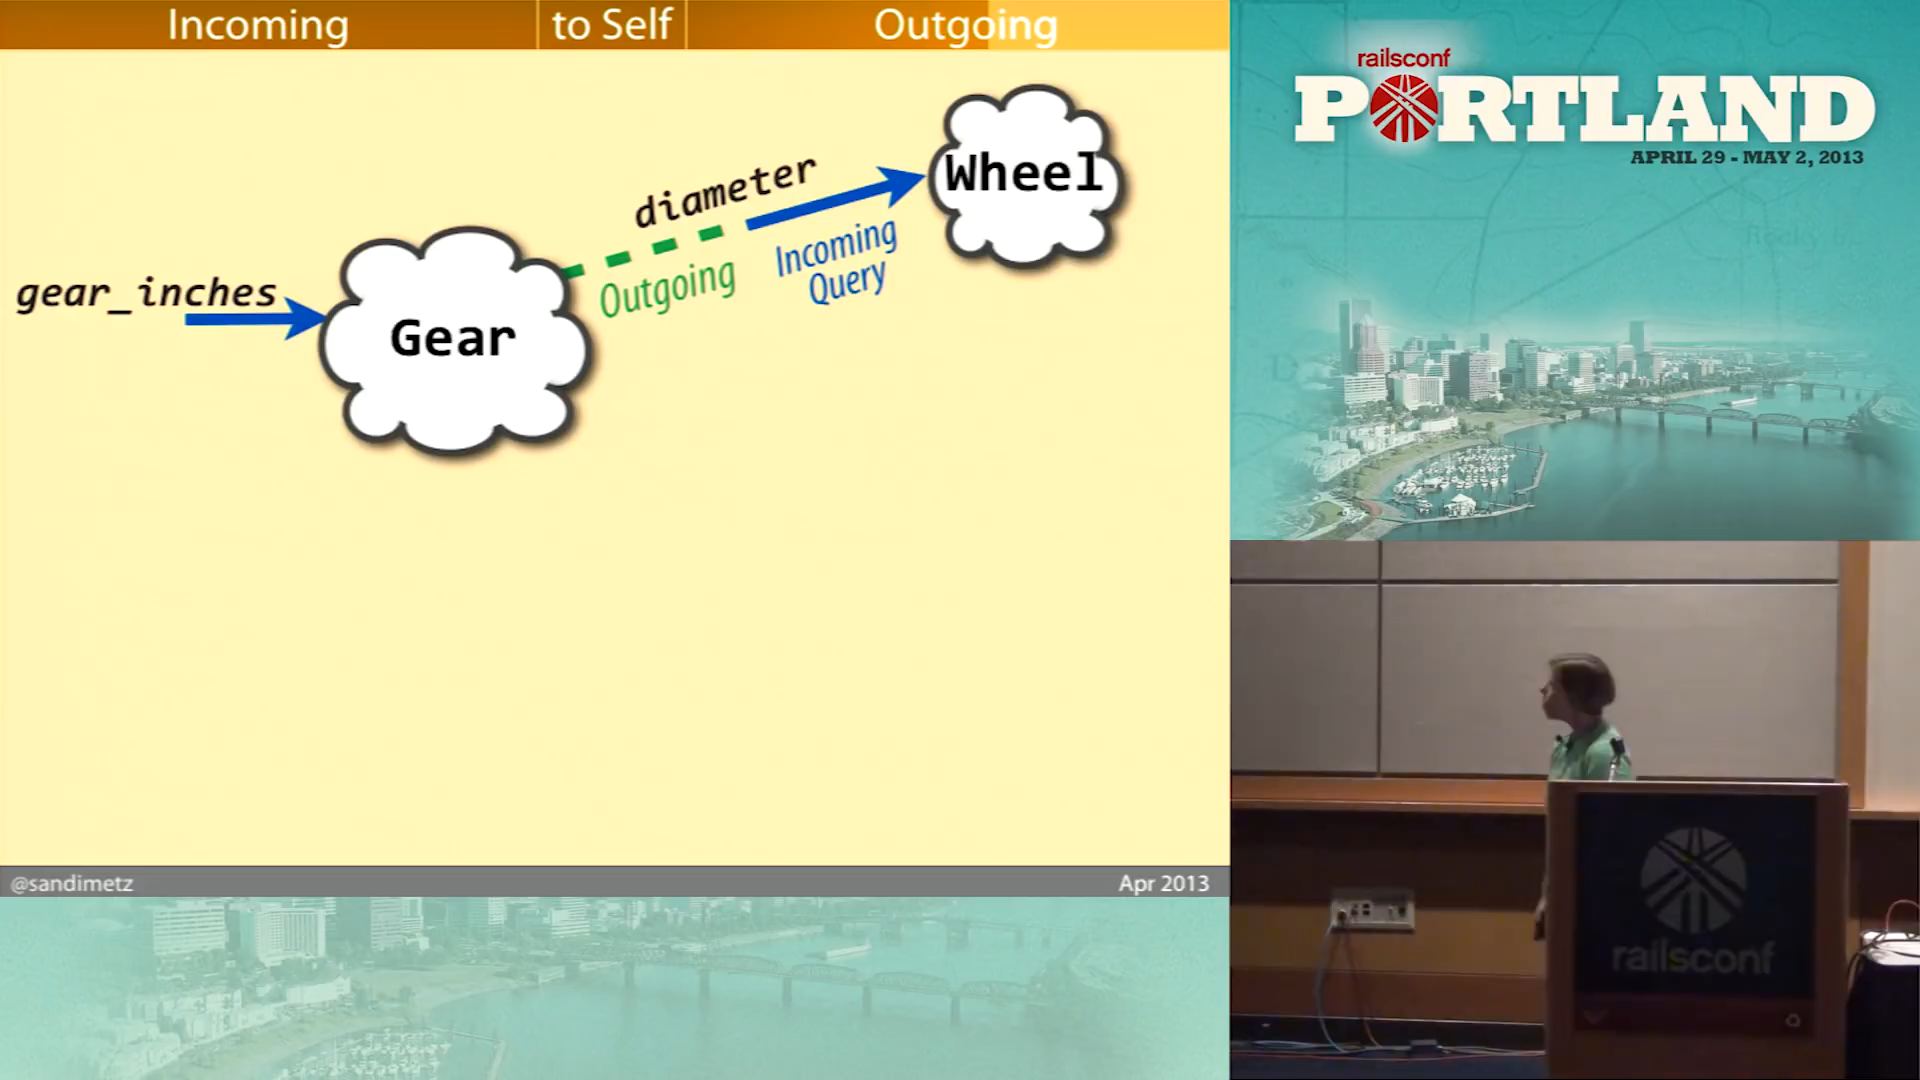 Incoming
to Self
Outgoing
railsconf
PORTLAND
APRIL 29 - MAY 2, 2013
Wheel
diameter
Incoming
Query
Outgoing
gear_inches
Gear
@sandimetz
Apr 2013
railsconf